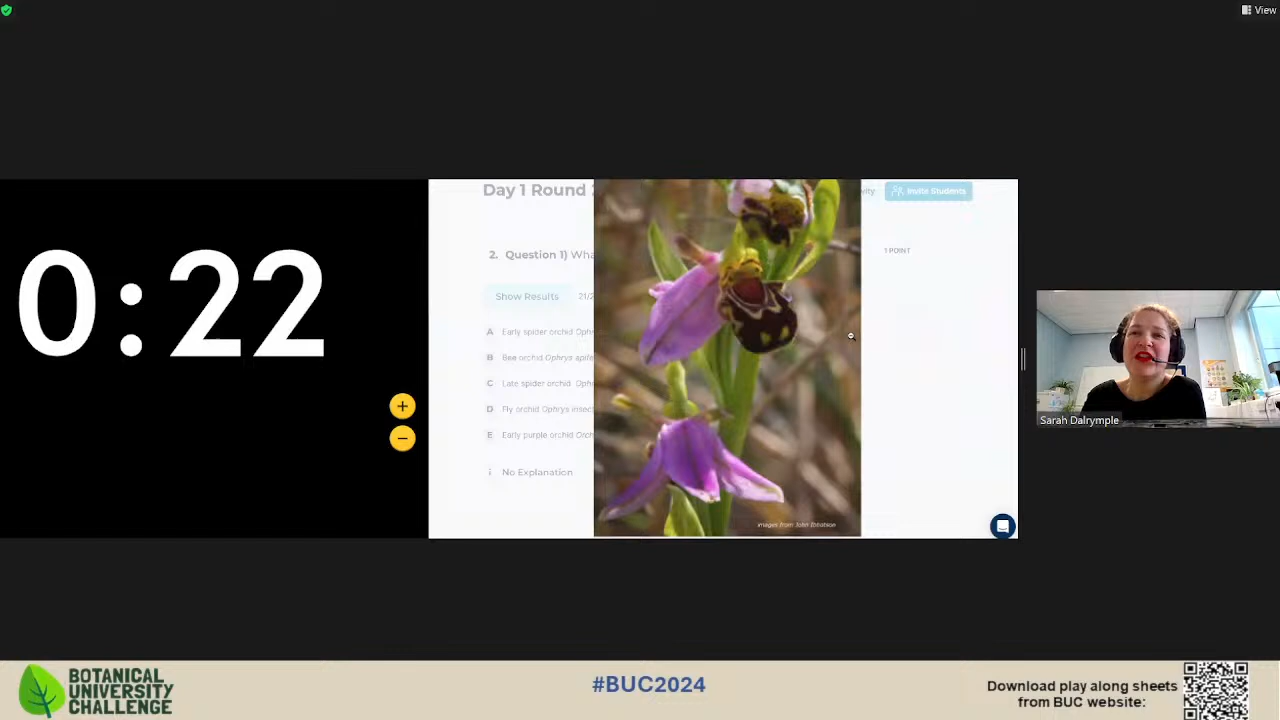 View
0:22
+
−
Day 1 Round
Invite Students
2. Question 1)
1 POINT
Show Results
A Early spider orchid
B Bee orchid
C Late spider orchid
D Fly orchid Ophrys
E Early purple orchid
i No Explanation
Sarah Dalrymple
BOTANICAL
UNIVERSITY
CHALLENGE
#BUC2024
Download play along sheets
from BUC website: